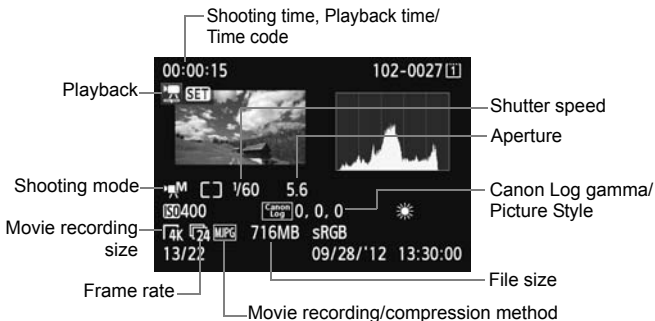 Shooting time, Playback time/
Time code
00:00:15 102-0027 1
Playback
SET
Shutter speed
Aperture
Shooting mode
M 1/60 5.6
Canon Log gamma/
Picture Style
ISO 400 Canon Log 0, 0, 0
Movie recording
size
4K 24 MJPG 716MB sRGB
13/22 09/28/'12 13:30:00
File size
Frame rate
Movie recording/compression method